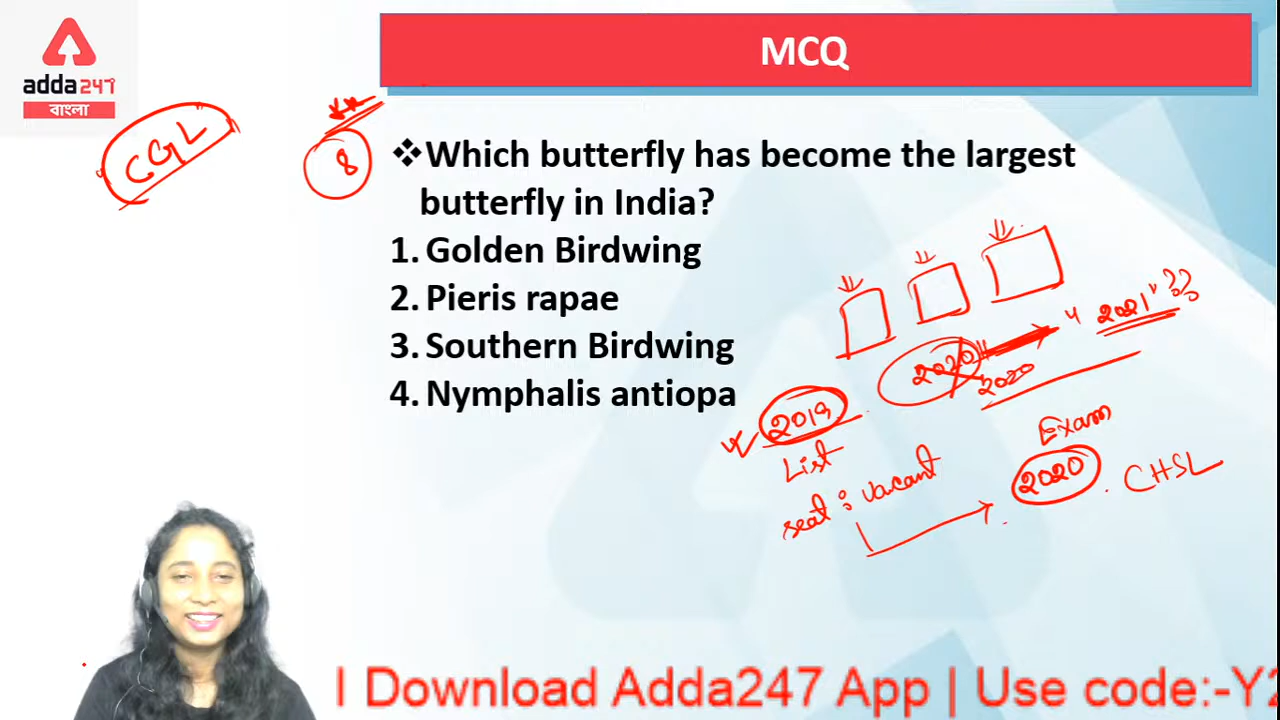 adda247
বাংলা
MCQ
CGL
8
❖Which butterfly has become the largest
butterfly in India?
1. Golden Birdwing
2. Pieris rapae
3. Southern Birdwing
4. Nymphalis antiopa
"2021" ??
2020
2020
2019
List
seat : vacant
Exam
2020
CHSL
I Download Adda247 App | Use code:-Y2